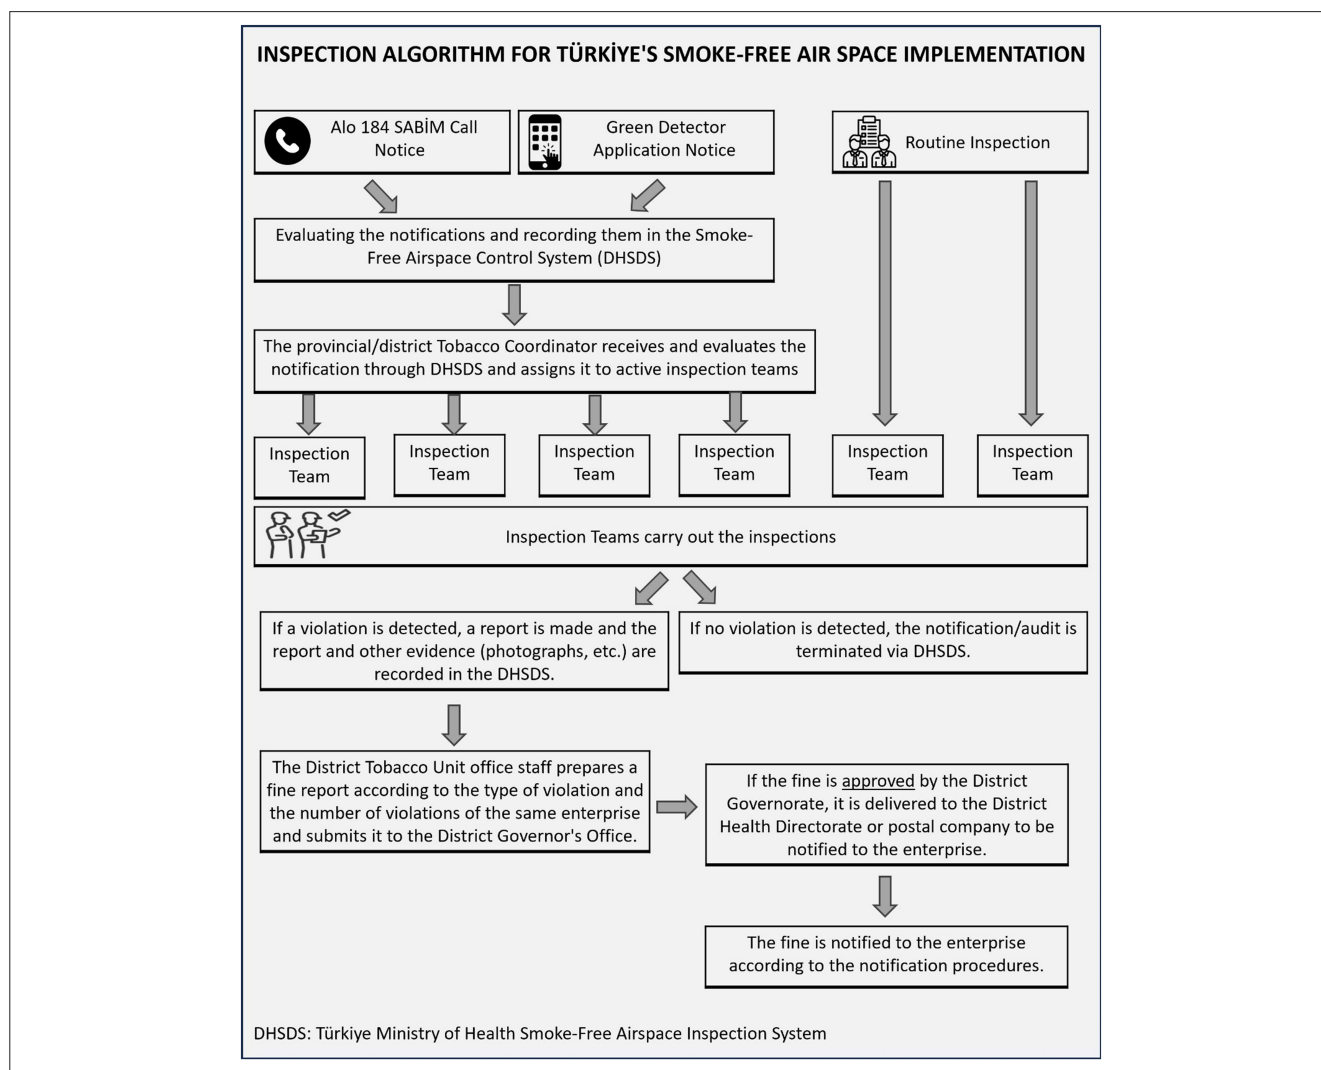 INSPECTION ALGORITHM FOR TÜRKİYE'S SMOKE-FREE AIR SPACE IMPLEMENTATION
Alo 184 SABİM Call
Notice
Green Detector
Application Notice
Routine Inspection
Evaluating the notifications and recording them in the Smoke-
Free Airspace Control System (DHSDS)
The provincial/district Tobacco Coordinator receives and evaluates the
notification through DHSDS and assigns it to active inspection teams
Inspection
Team
Inspection
Team
Inspection
Team
Inspection
Team
Inspection
Team
Inspection
Team
Inspection Teams carry out the inspections
If a violation is detected, a report is made and the
report and other evidence (photographs, etc.) are
recorded in the DHSDS.
If no violation is detected, the notification/audit is
terminated via DHSDS.
The District Tobacco Unit office staff prepares a
fine report according to the type of violation and
the number of violations of the same enterprise
and submits it to the District Governor's Office.
If the fine is approved by the District
Governorate, it is delivered to the District
Health Directorate or postal company to be
notified to the enterprise.
The fine is notified to the enterprise
according to the notification procedures.
DHSDS: Türkiye Ministry of Health Smoke-Free Airspace Inspection System